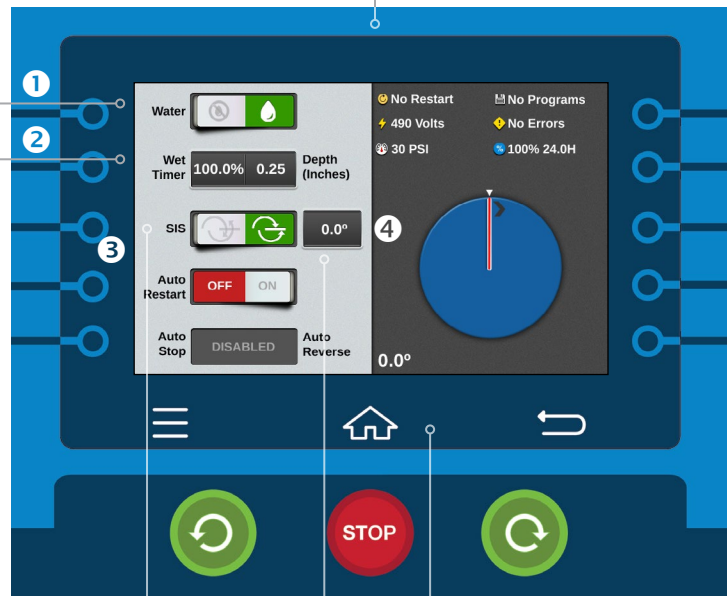 1
2
3
4
Water
Wet
Timer
100.0%
0.25
Depth
(Inches)
SIS
0.0º
Auto
Restart
OFF
ON
Auto
Stop
DISABLED
Auto
Reverse
No Restart
No Programs
490 Volts
No Errors
30 PSI
% 100% 24.0H
0.0º
STOP